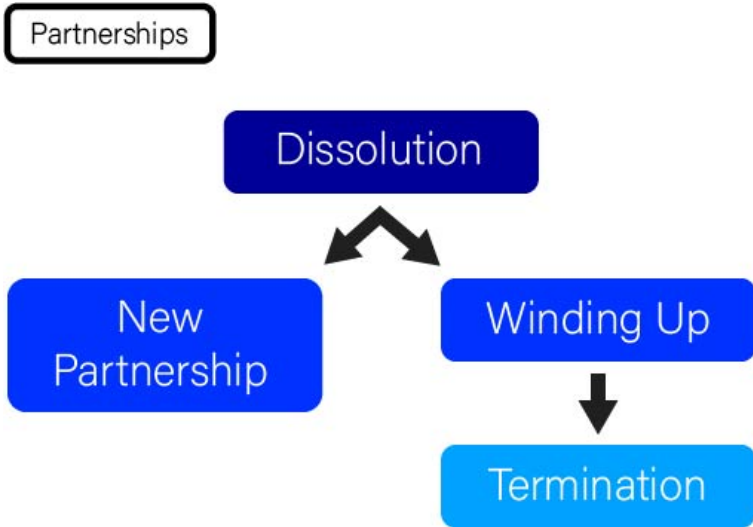 Partnerships
Dissolution
New
Partnership
Winding Up
Termination